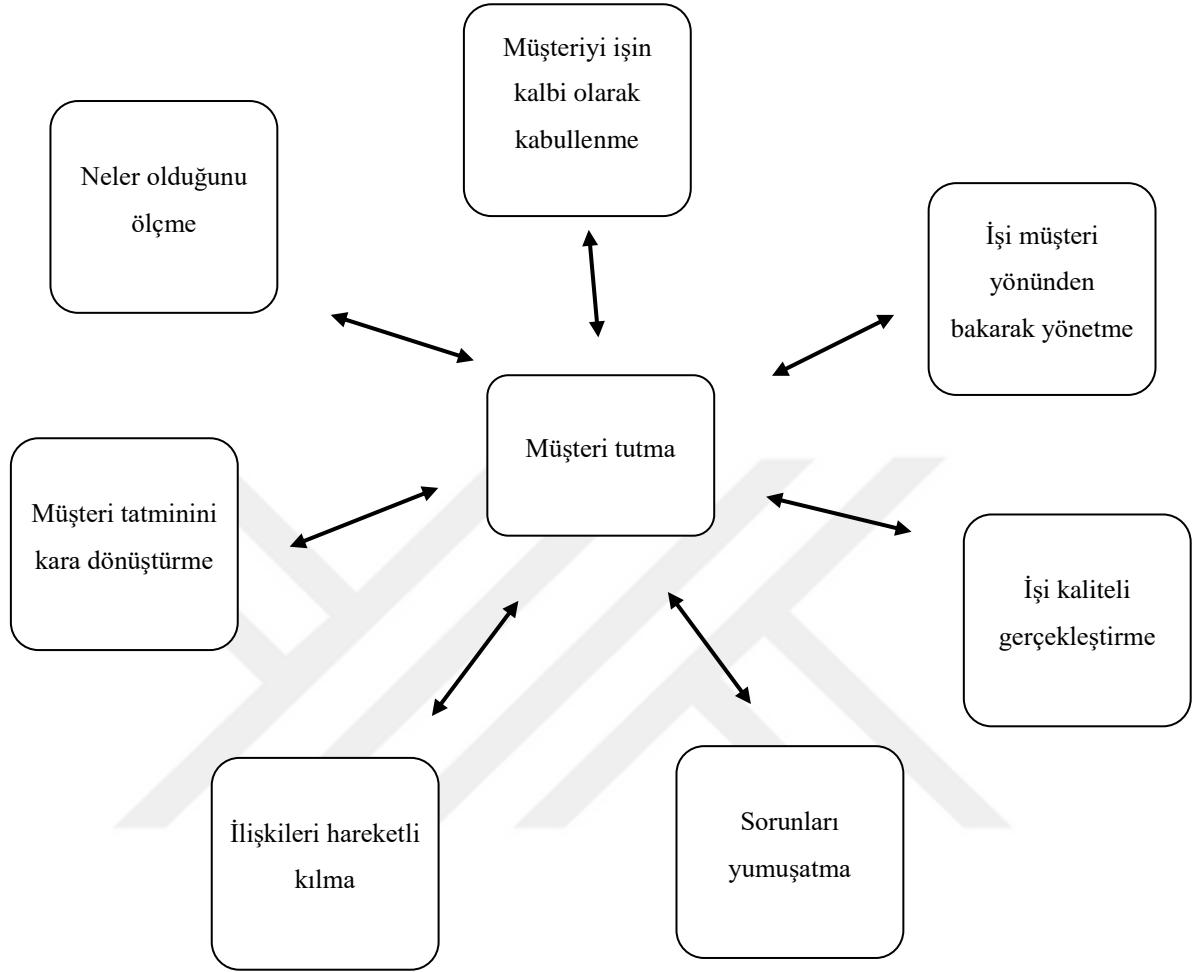 Müşteriyi işin
kalbi olarak
kabullenme
Neler olduğunu
ölçme
İşi müşteri
yönünden
bakarak yönetme
Müşteri tutma
Müşteri tatminini
kara dönüştürme
İşi kaliteli
gerçekleştirme
İlişkileri hareketli
kılma
Sorunları
yumuşatma